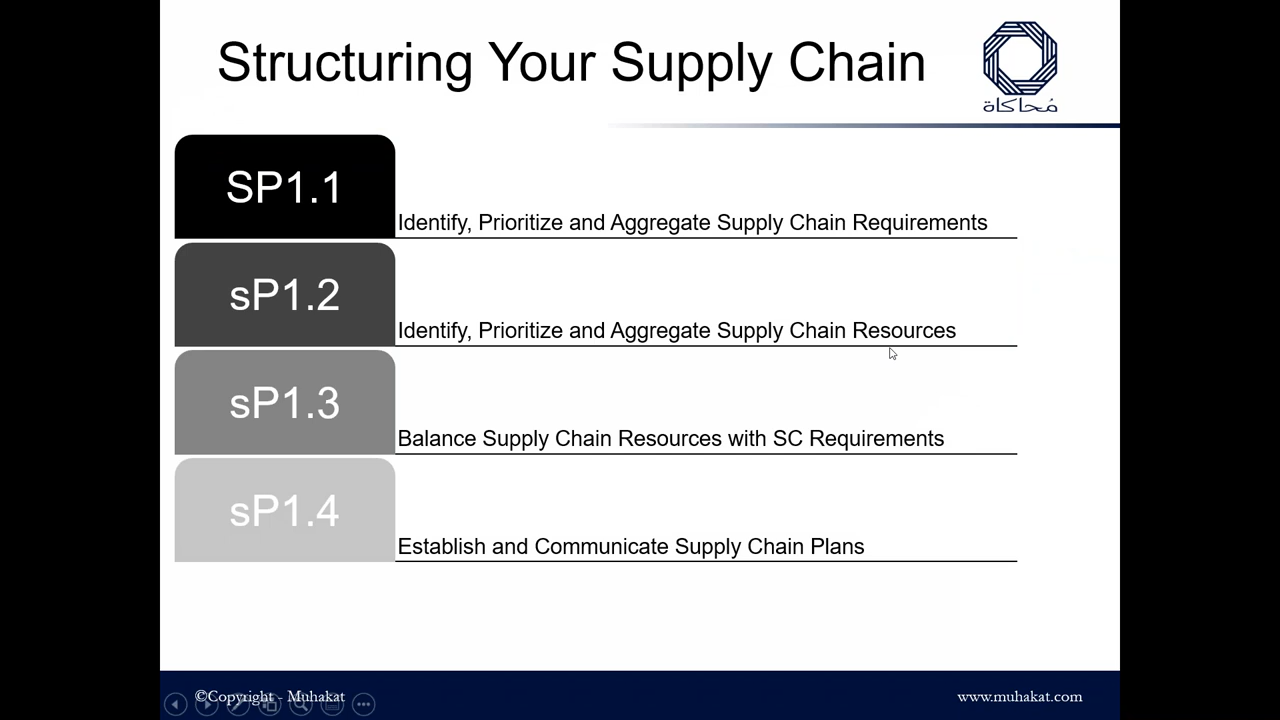 Structuring Your Supply Chain
مُحاكاة
SP1.1
Identify, Prioritize and Aggregate Supply Chain Requirements
sP1.2
Identify, Prioritize and Aggregate Supply Chain Resources
sP1.3
Balance Supply Chain Resources with SC Requirements
sP1.4
Establish and Communicate Supply Chain Plans
©Copyright - Muhakat
www.muhakat.com